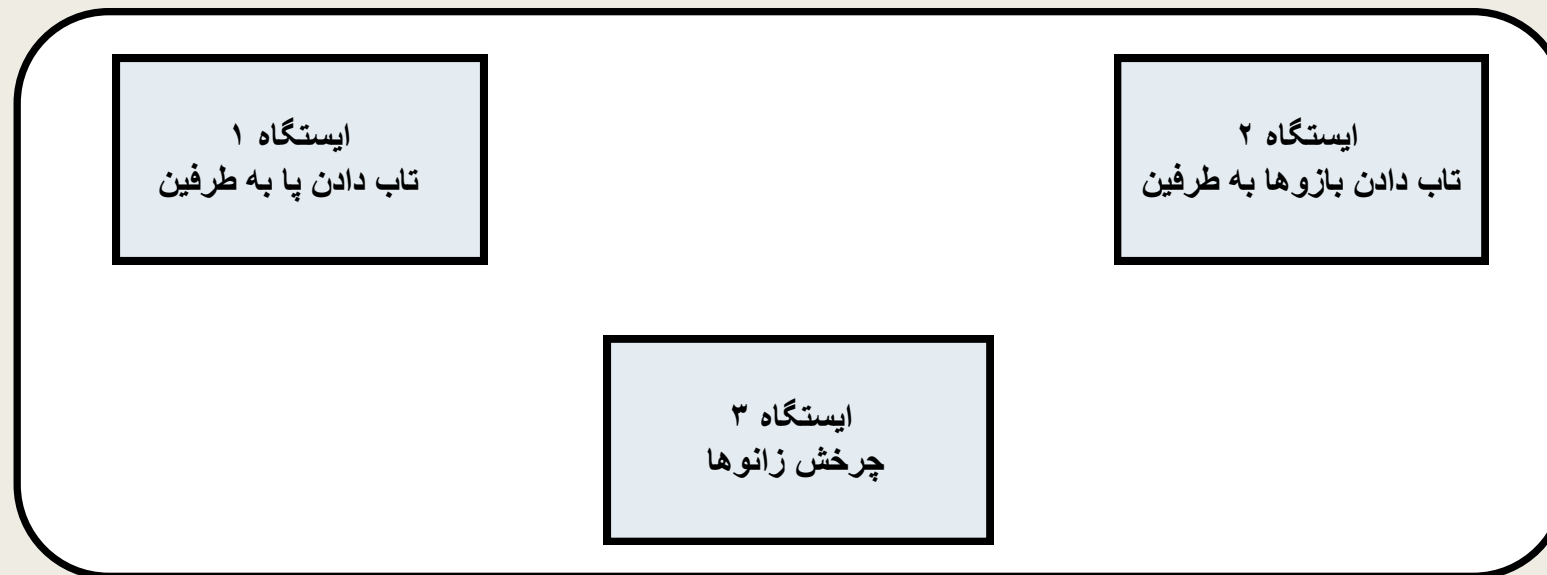 ایستگاه ۱
تاب دادن پا به طرفین
ایستگاه ۲
تاب دادن بازوها به طرفین
ایستگاه ۳
چرخش زانوها